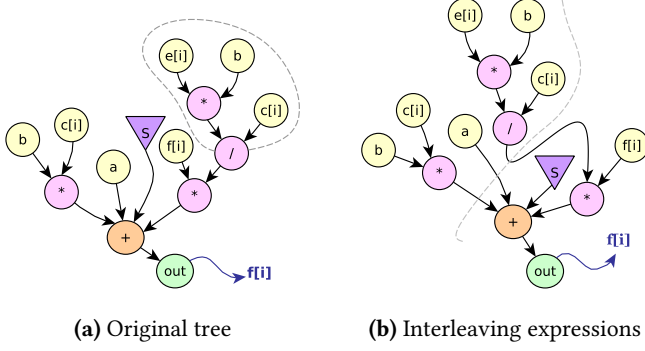 e[i]
b
*
c[i]
/
b
c[i]
*
a
S
f[i]
*
+
out
f[i]
(a) Original tree
e[i]
b
*
c[i]
/
c[i]
a
b
*
S
f[i]
*
+
out
f[i]
(b) Interleaving expressions